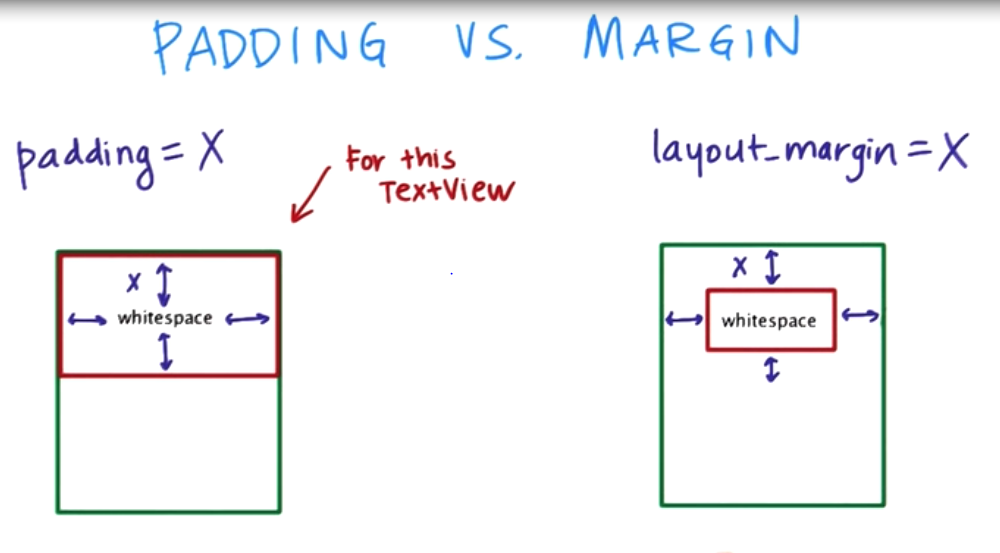 PADDING VS. MARGIN
padding = X
For this
TextView
layout_margin = X
X
whitespace
X
whitespace